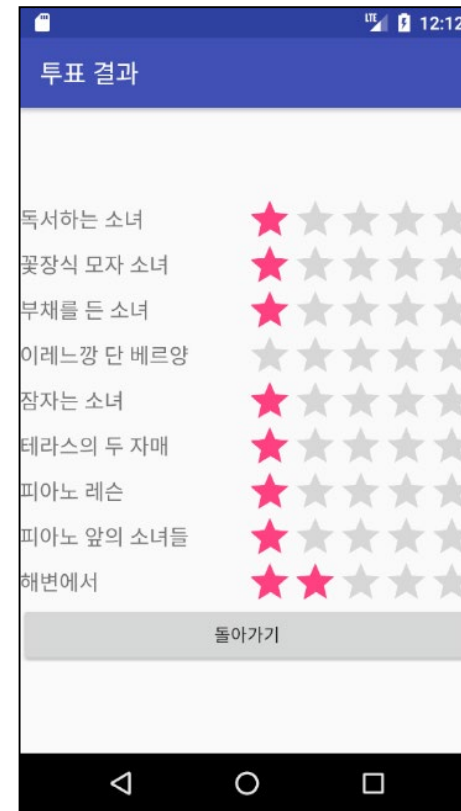 LTE 12:12
투표 결과
독서하는 소녀
꽃장식 모자 소녀
부채를 든 소녀
이레느깡 단 베르양
잠자는 소녀
테라스의 두 자매
피아노 레슨
피아노 앞의 소녀들
해변에서
돌아가기